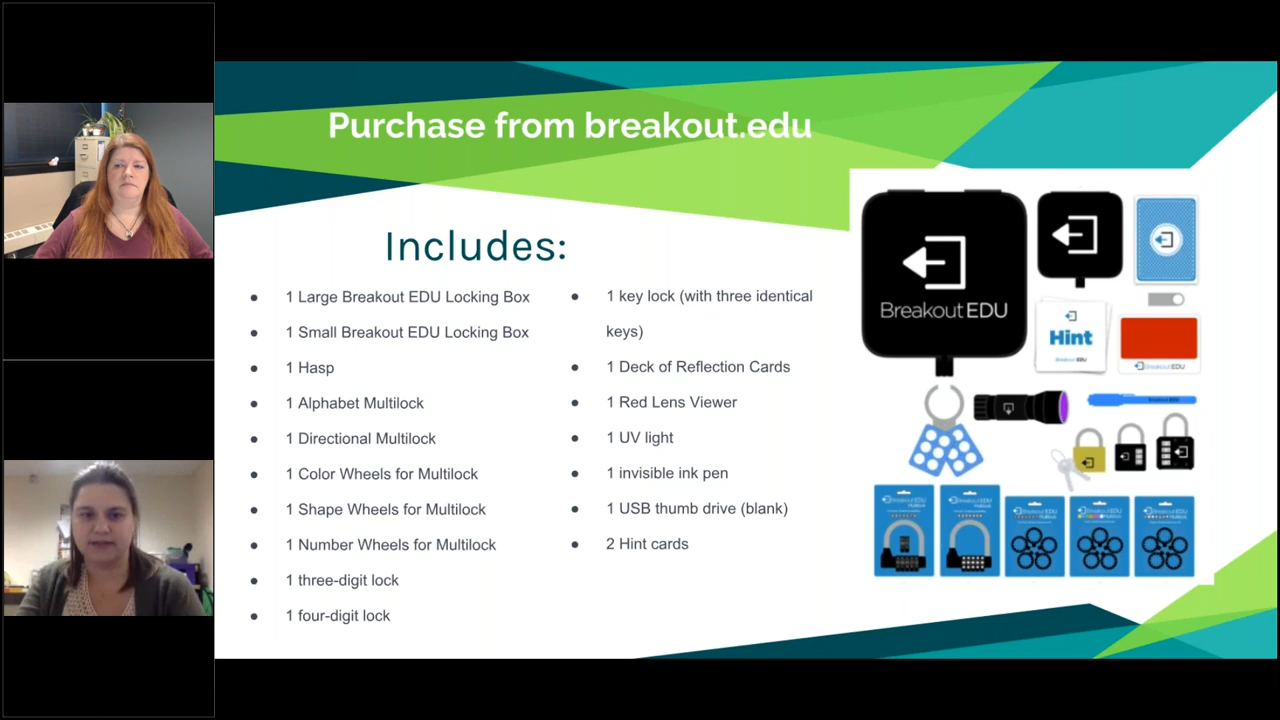 Purchase from breakout.edu
Includes:
● 1 Large Breakout EDU Locking Box
● 1 Small Breakout EDU Locking Box
● 1 Hasp
● 1 Alphabet Multilock
● 1 Directional Multilock
● 1 Color Wheels for Multilock
● 1 Shape Wheels for Multilock
● 1 Number Wheels for Multilock
● 1 three-digit lock
● 1 four-digit lock
● 1 key lock (with three identical
keys)
● 1 Deck of Reflection Cards
● 1 Red Lens Viewer
● 1 UV light
● 1 invisible ink pen
● 1 USB thumb drive (blank)
● 2 Hint cards
Breakout EDU
Hint